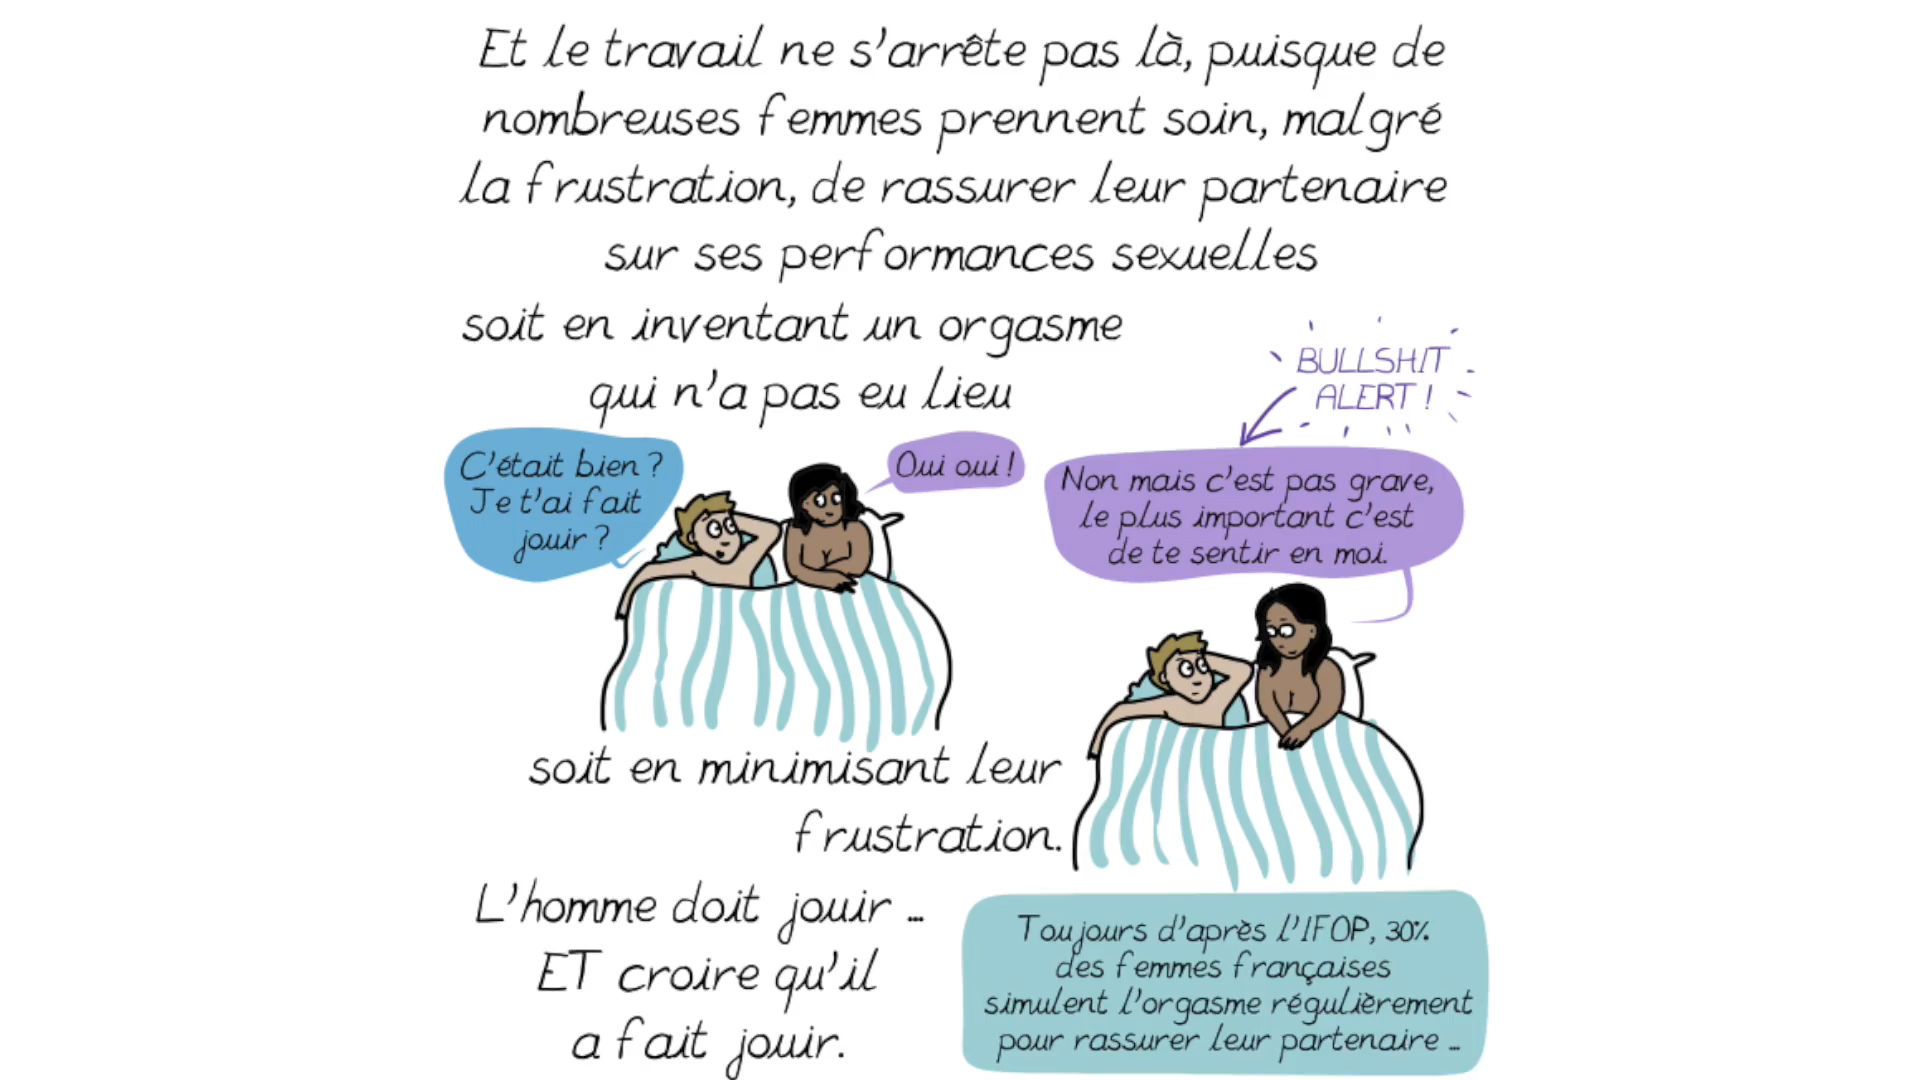 Et le travail ne s'arrête pas là, puisque de
nombreuses femmes prennent soin, malgré
la frustration, de rassurer leur partenaire
sur ses performances sexuelles
soit en inventant un orgasme
qui n'a pas eu lieu
C'était bien ?
Je t'ai fait
jouir ?
Oui oui !
BULLSHIT
ALERT !
Non mais c'est pas grave,
le plus important c'est
de te sentir en moi.
soit en minimisant leur
frustration.
L'homme doit jouir ...
ET croire qu'il
a fait jouir.
Toujours d'après l'IFOP, 30%
des femmes françaises
simulent l'orgasme régulièrement
pour rassurer leur partenaire ...